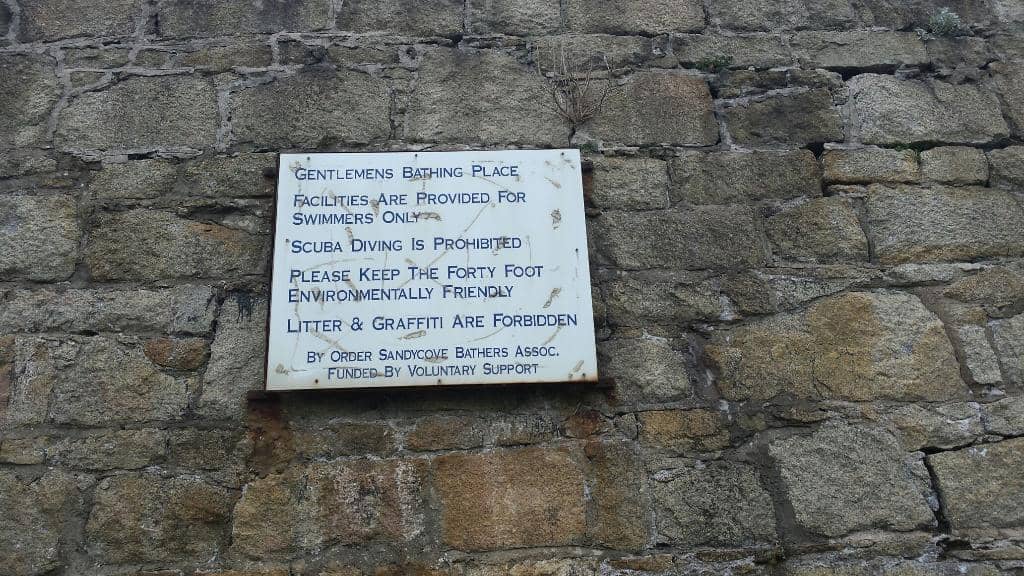 Gentlemens Bathing Place
Facilities Are Provided For
Swimmers Only
Scuba Diving Is Prohibited
Please Keep The Forty Foot
Environmentally Friendly
Litter & Graffiti Are Forbidden
By Order Sandycove Bathers Assoc.
Funded By Voluntary Support